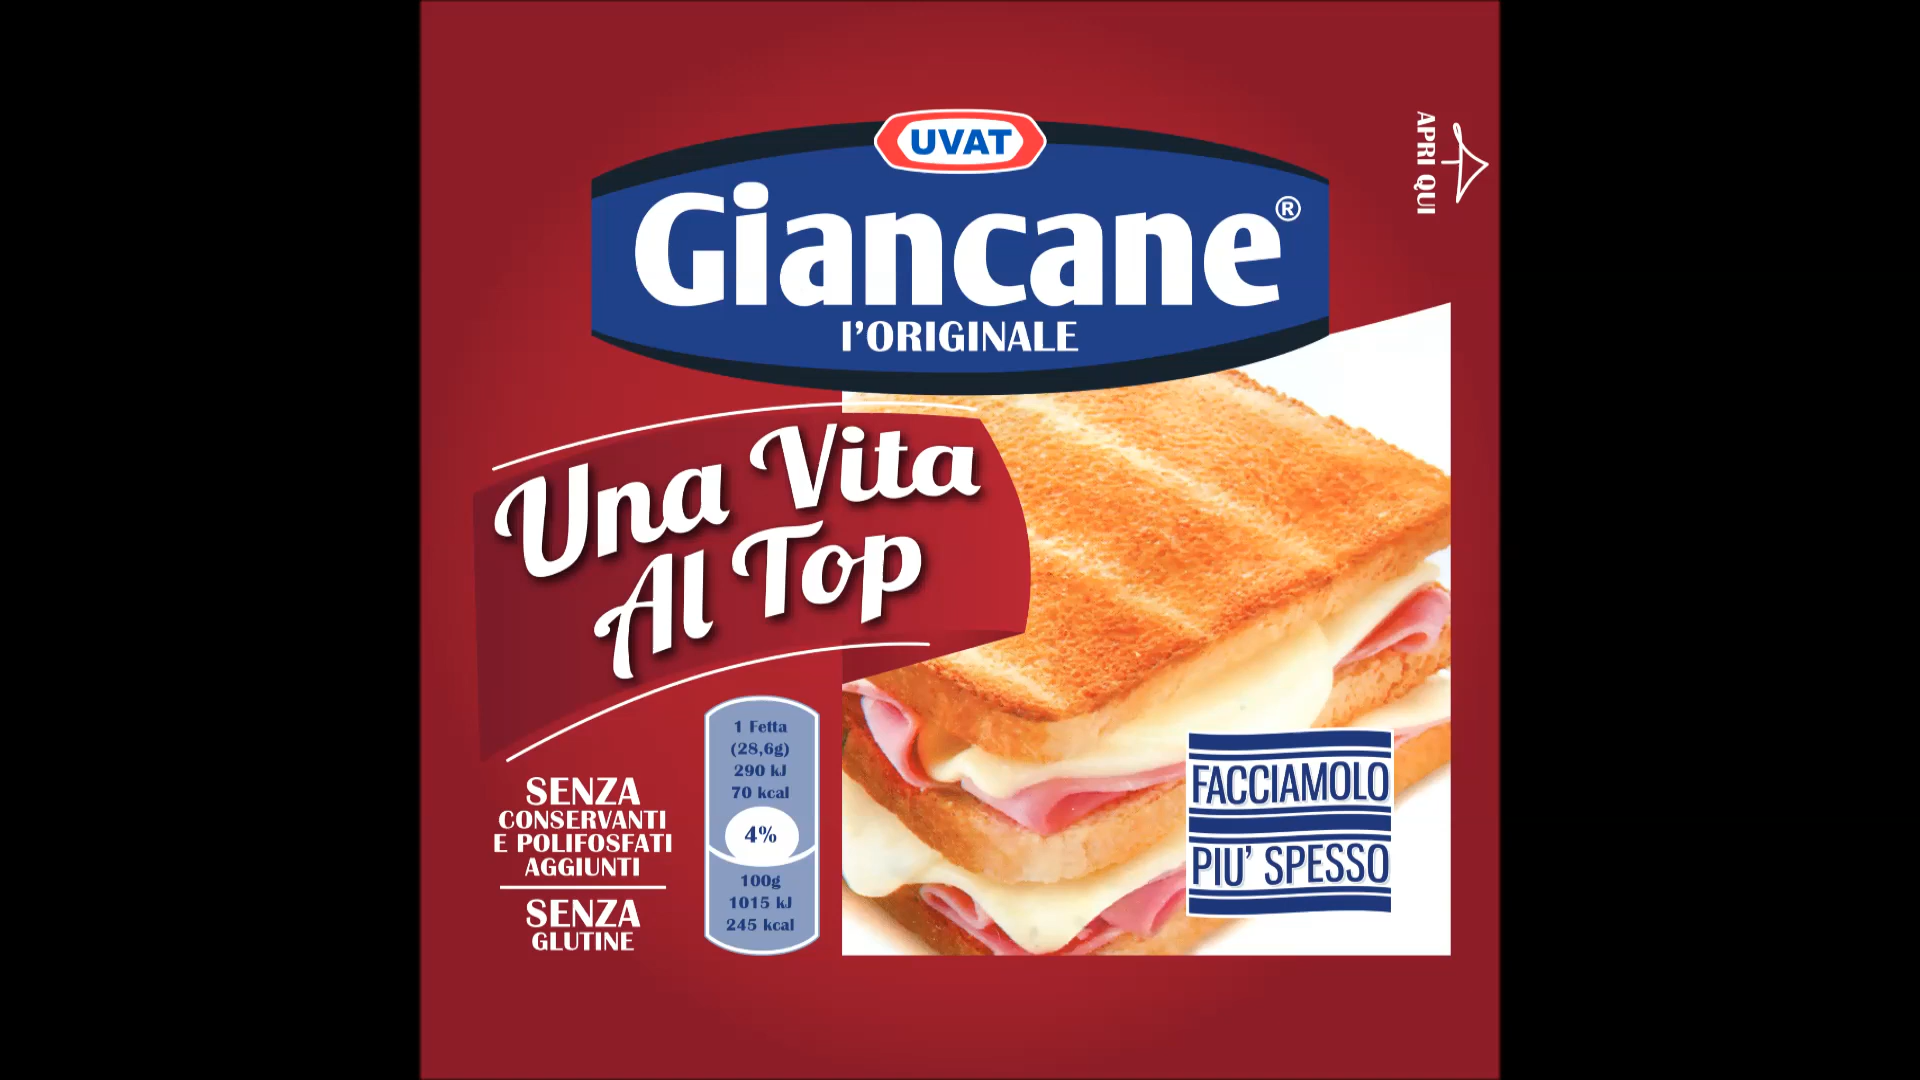 UVAT
Giancane®
l'ORIGINALE
APRI QUI
Una Vita
Al Top
1 Fetta
(28,6g)
290 kJ
70 kcal
4%
100g
1015 kJ
245 kcal
SENZA
CONSERVANTI
E POLIFOSFATI
AGGIUNTI
SENZA
GLUTINE
FACCIAMOLO
PIU' SPESSO